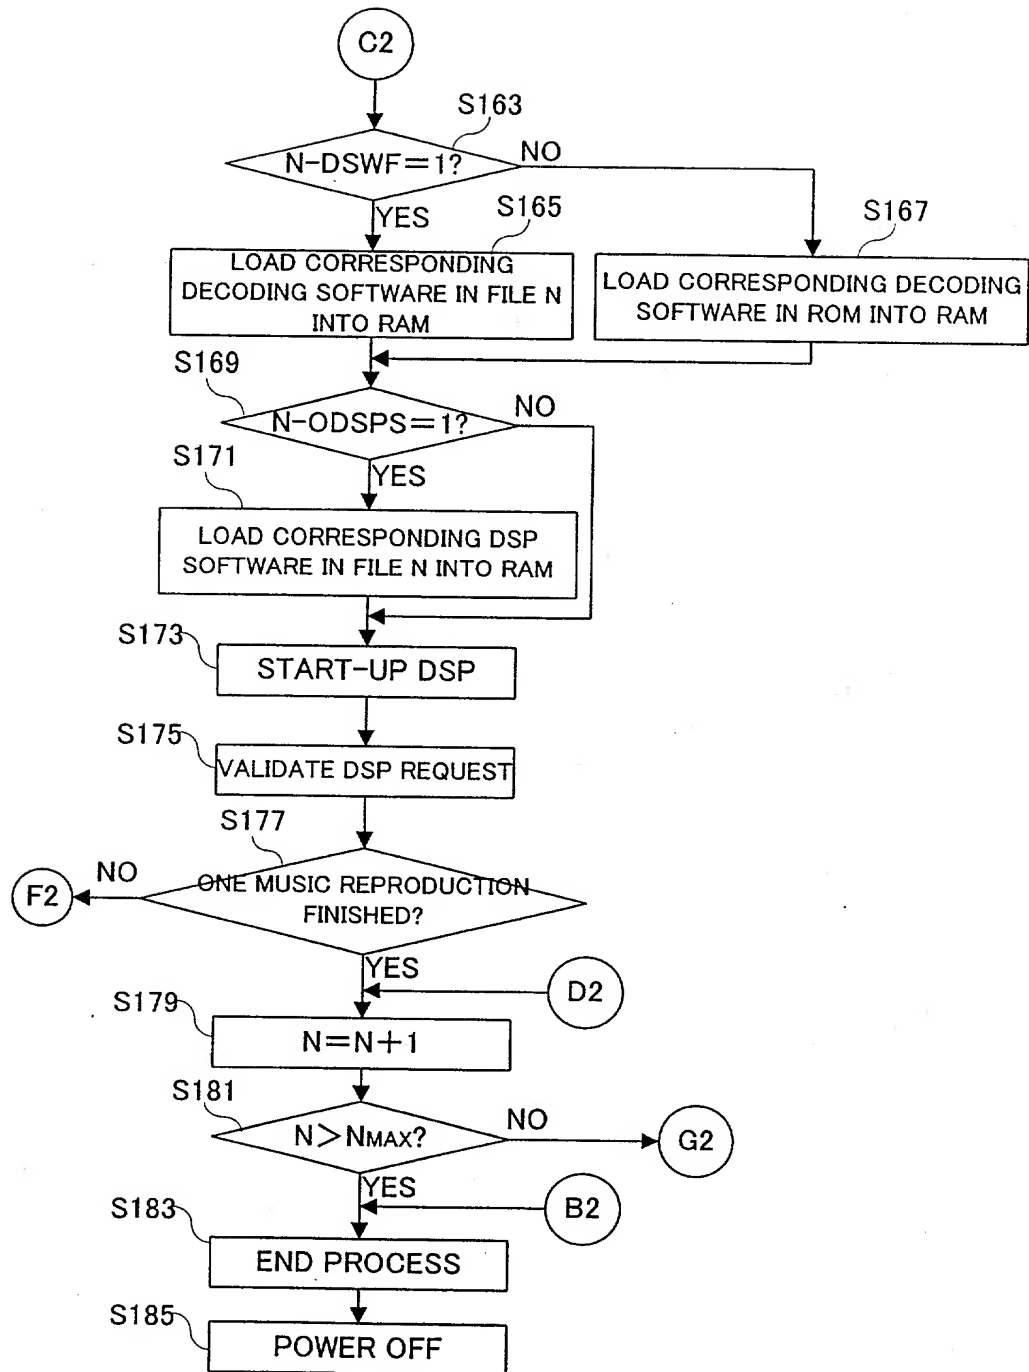 C2
S163
N-DSWF=1?
NO
YES
S165
S167
LOAD CORRESPONDING
DECODING SOFTWARE IN FILE N
INTO RAM
LOAD CORRESPONDING DECODING
SOFTWARE IN ROM INTO RAM
S169
N-ODSPS=1?
NO
S171
YES
LOAD CORRESPONDING DSP
SOFTWARE IN FILE N INTO RAM
S173
START-UP DSP
S175
VALIDATE DSP REQUEST
S177
NO
F2
ONE MUSIC REPRODUCTION
FINISHED?
YES
D2
S179
N=N+1
S181
N>NMAX?
NO
G2
YES
B2
S183
END PROCESS
S185
POWER OFF